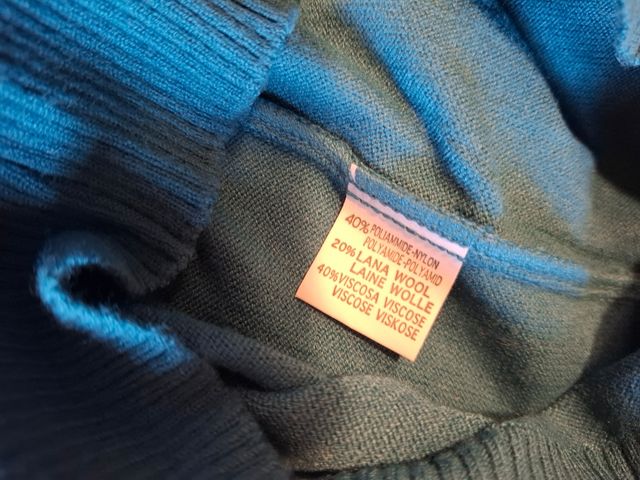 40% POLIAMMIDE-NYLON
POLYAMIDE-POLYAMID
20% LANA WOOL
LAINE WOLLE
40% VISCOSA VISCOSE
VISCOSE VISKOSE